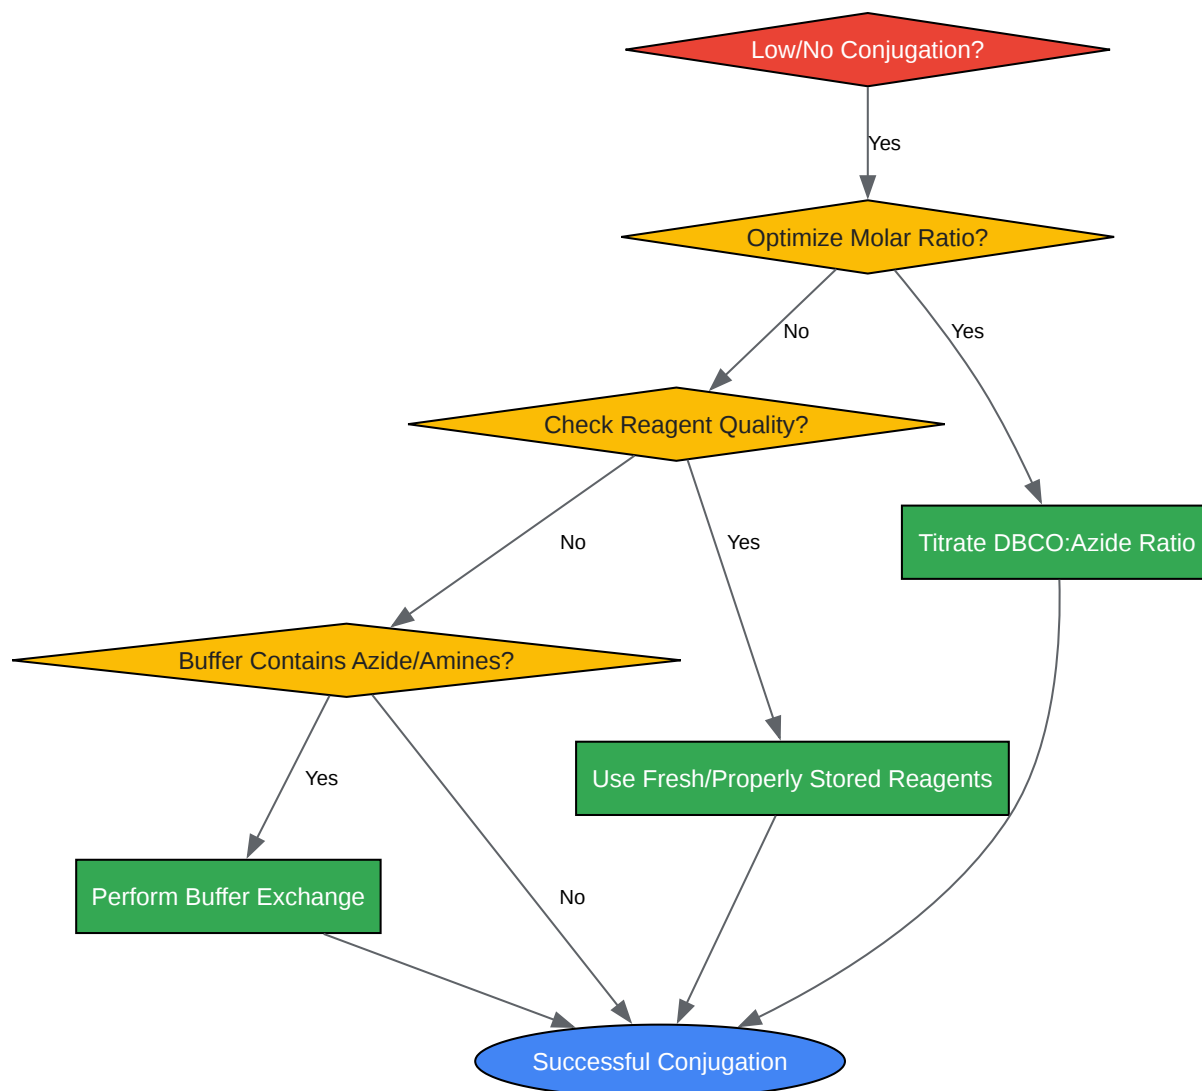 Low/No Conjugation?
Yes
Optimize Molar Ratio?
No
Yes
Check Reagent Quality?
No
Yes
Titrate DBCO:Azide Ratio
Buffer Contains Azide/Amines?
Yes
Use Fresh/Properly Stored Reagents
Perform Buffer Exchange
No
Successful Conjugation